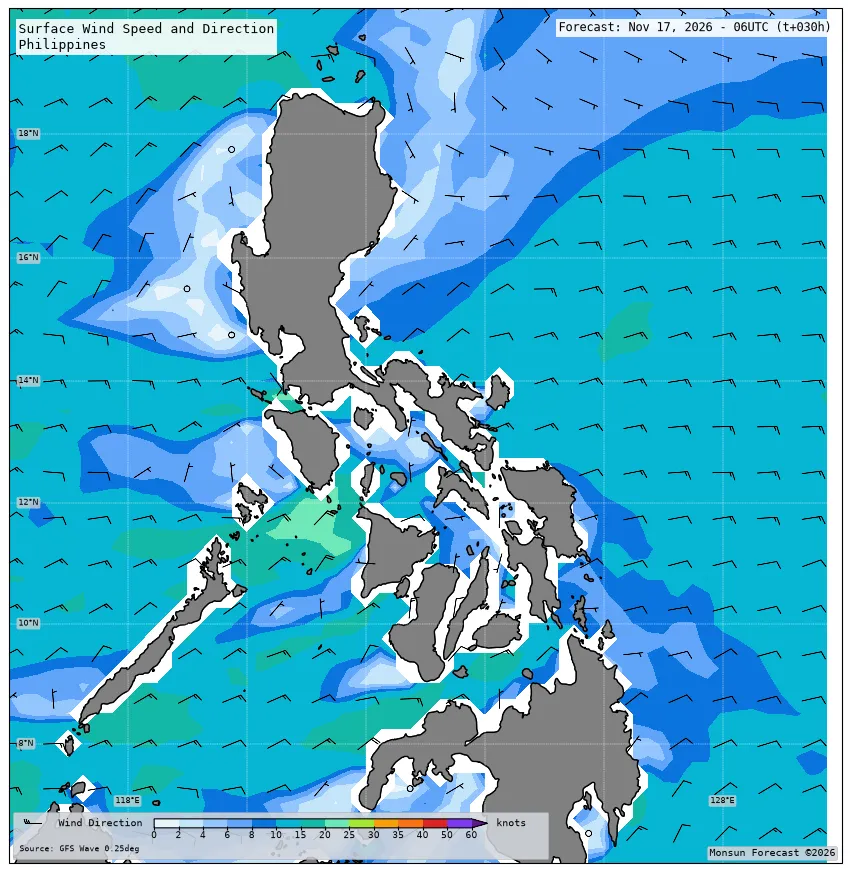 Surface Wind Speed and Direction
Philippines
Forecast: Nov 17, 2026 - 06UTC (t+030h)
18°N
16°N
14°N
12°N
10°N
8°N
118°E
128°E
Wind Direction
0 2 4 6 8 10 15 20 25 30 35 40 50 60
knots
Source: GFS Wave 0.25deg
Monsun Forecast ©2026